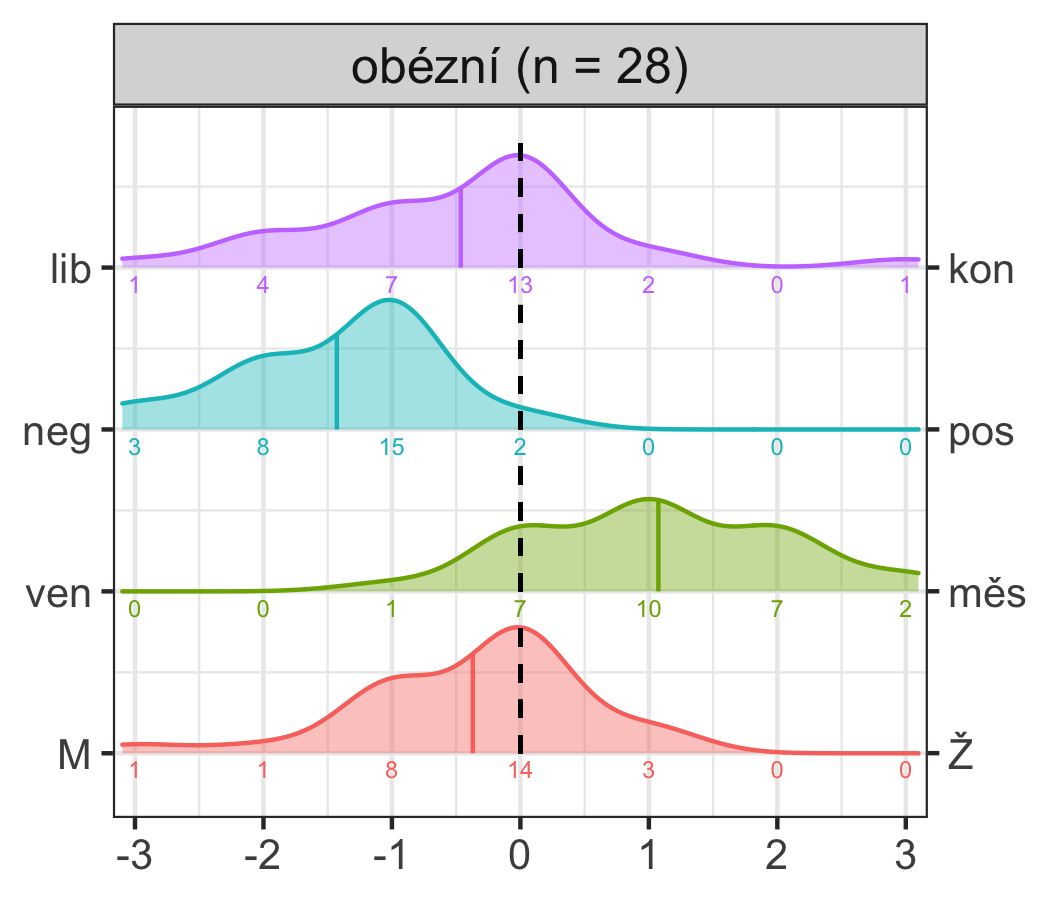 obézní (n = 28)
lib kon
1 4 7 13 2 0 1
neg pos
3 8 15 2 0 0 0
ven měs
0 0 1 7 10 7 2
M Ž
1 1 8 14 3 0 0
-3 -2 -1 0 1 2 3